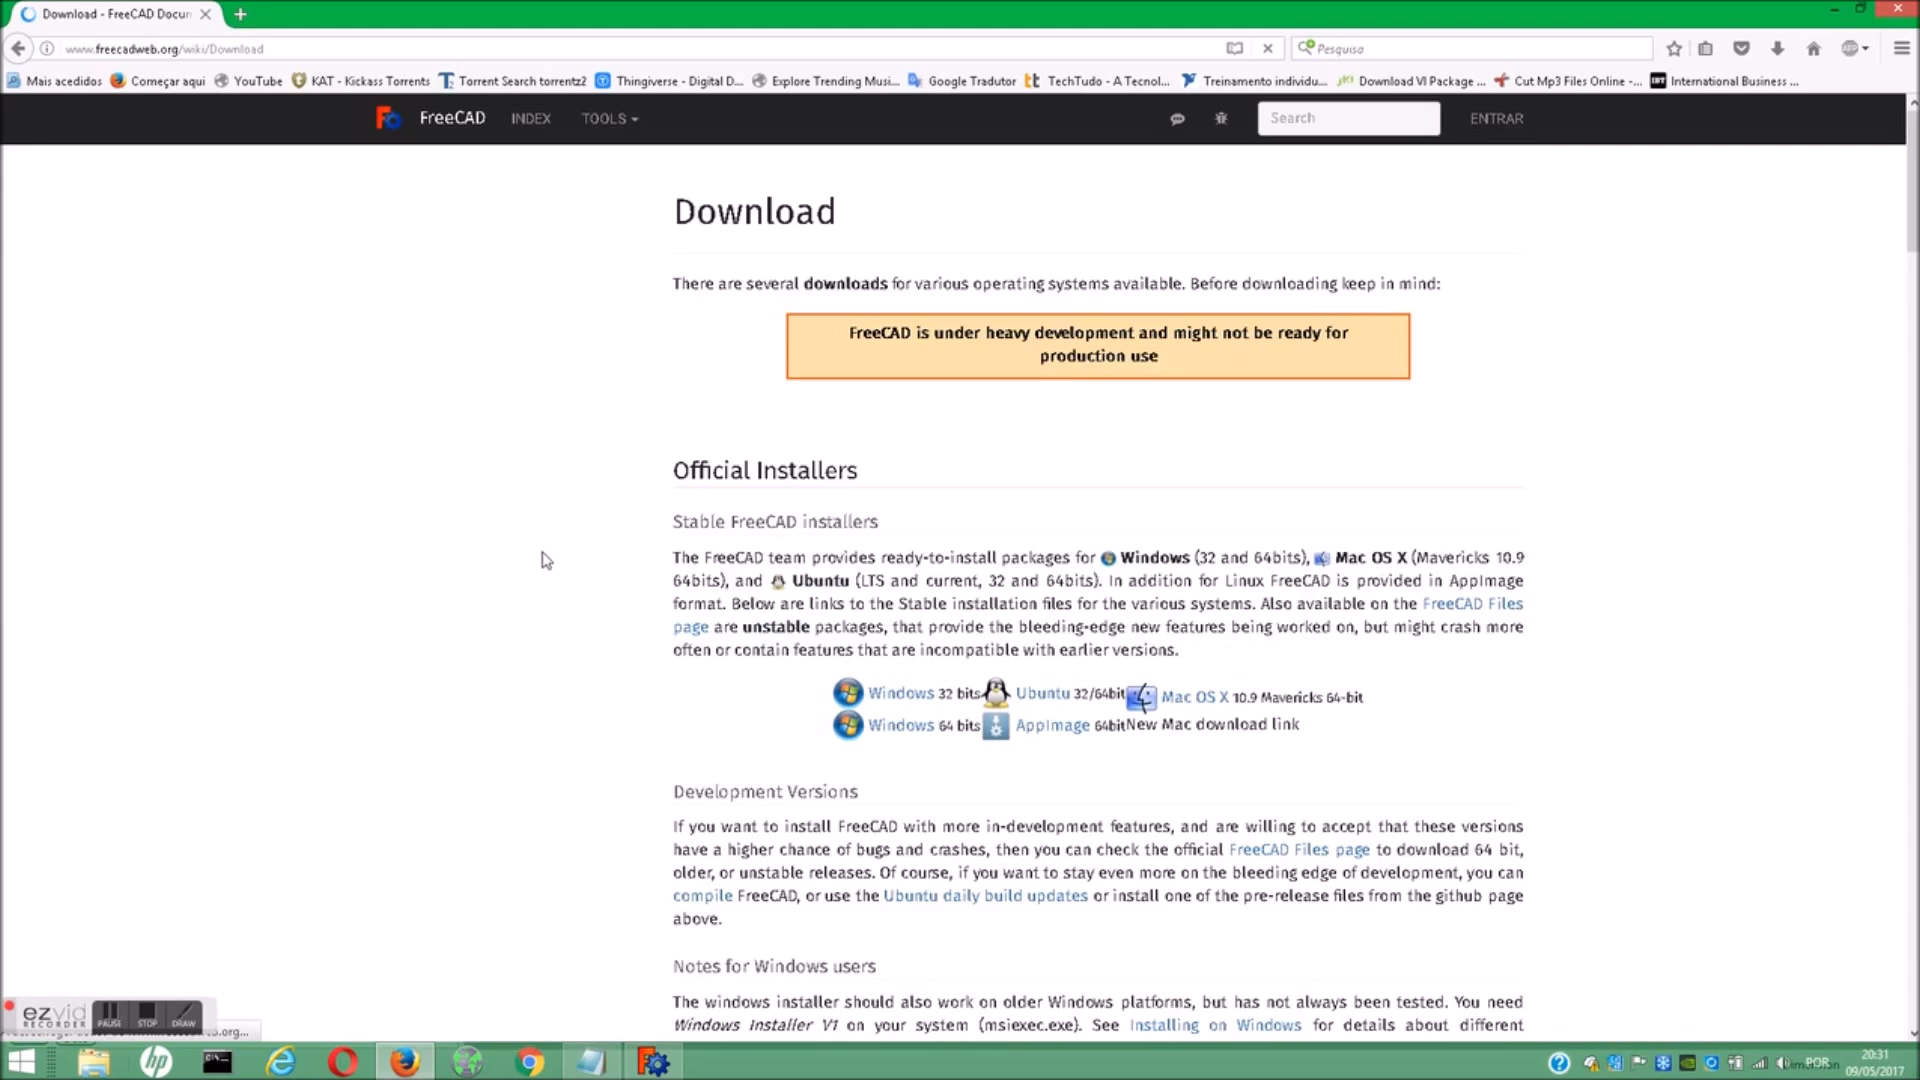 Download - FreeCAD Docur
www.freecadweb.org/wiki/Download
Pesquisa
Mais acedidos Começar aqui YouTube KAT - Kickass Torrents Torrent Search torrentz2 Thingiverse - Digital D... Explore Trending Musi... Google Tradutor TechTudo - A Tecnol... Treinamento individu... Download VI Package ... Cut Mp3 Files Online -... International Business ...
FreeCAD INDEX TOOLS Search ENTRAR
Download
There are several downloads for various operating systems available. Before downloading keep in mind:
FreeCAD is under heavy development and might not be ready for
production use
Official Installers
Stable FreeCAD installers
The FreeCAD team provides ready-to-install packages for Windows (32 and 64bits), Mac OS X (Mavericks 10.9
64bits), and Ubuntu (LTS and current, 32 and 64bits). In addition for Linux FreeCAD is provided in AppImage
format. Below are links to the Stable installation files for the various systems. Also available on the FreeCAD Files
page are unstable packages, that provide the bleeding-edge new features being worked on, but might crash more
often or contain features that are incompatible with earlier versions.
Windows 32 bits Ubuntu 32/64bit Mac OS X 10.9 Mavericks 64-bit
Windows 64 bits AppImage 64bit New Mac download link
Development Versions
If you want to install FreeCAD with more in-development features, and are willing to accept that these versions
have a higher chance of bugs and crashes, then you can check the official FreeCAD Files page to download 64 bit,
older, or unstable releases. Of course, if you want to stay even more on the bleeding edge of development, you can
compile FreeCAD, or use the Ubuntu daily build updates or install one of the pre-release files from the github page
above.
Notes for Windows users
The windows installer should also work on older Windows platforms, but has not always been tested. You need
Windows Installer V1 on your system (msiexec.exe). See Installing on Windows for details about different
ezvid
RECORDER
PAUSE STOP DRAW
hp
POR
20:31
09/05/2017